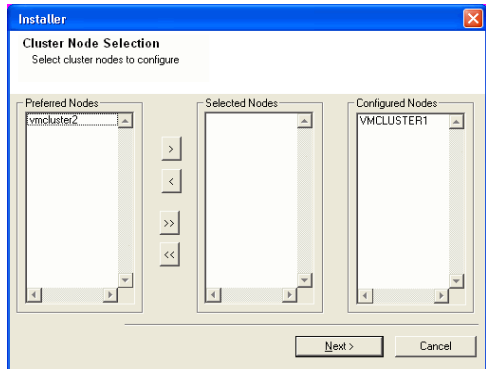 Installer
Cluster Node Selection
Select cluster nodes to configure
Preferred Nodes
vmcluster2
>
<
>>
<<
Selected Nodes
Configured Nodes
VMCLUSTER1
Next >
Cancel